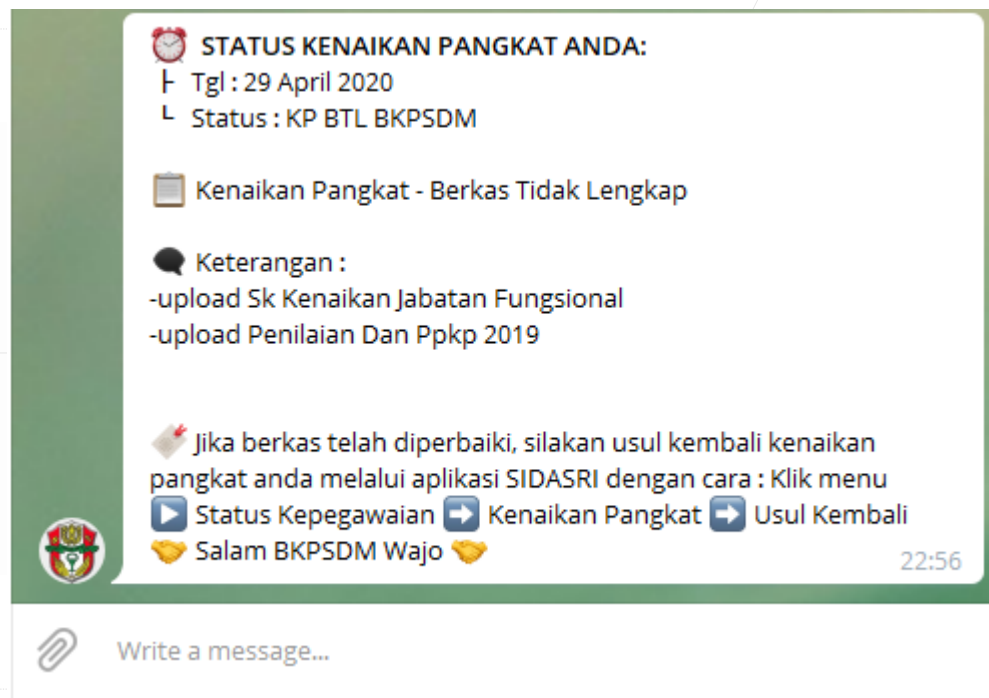 STATUS KENAIKAN PANGKAT ANDA:
├ Tgl : 29 April 2020
└ Status : KP BTL BKPSDM
Kenaikan Pangkat - Berkas Tidak Lengkap
Keterangan :
-upload Sk Kenaikan Jabatan Fungsional
-upload Penilaian Dan Ppkp 2019
Jika berkas telah diperbaiki, silakan usul kembali kenaikan
pangkat anda melalui aplikasi SIDASRI dengan cara : Klik menu
▶️ Status Kepegawaian ➡️ Kenaikan Pangkat ➡️ Usul Kembali
🤝 Salam BKPSDM Wajo 🤝
22:56
Write a message...